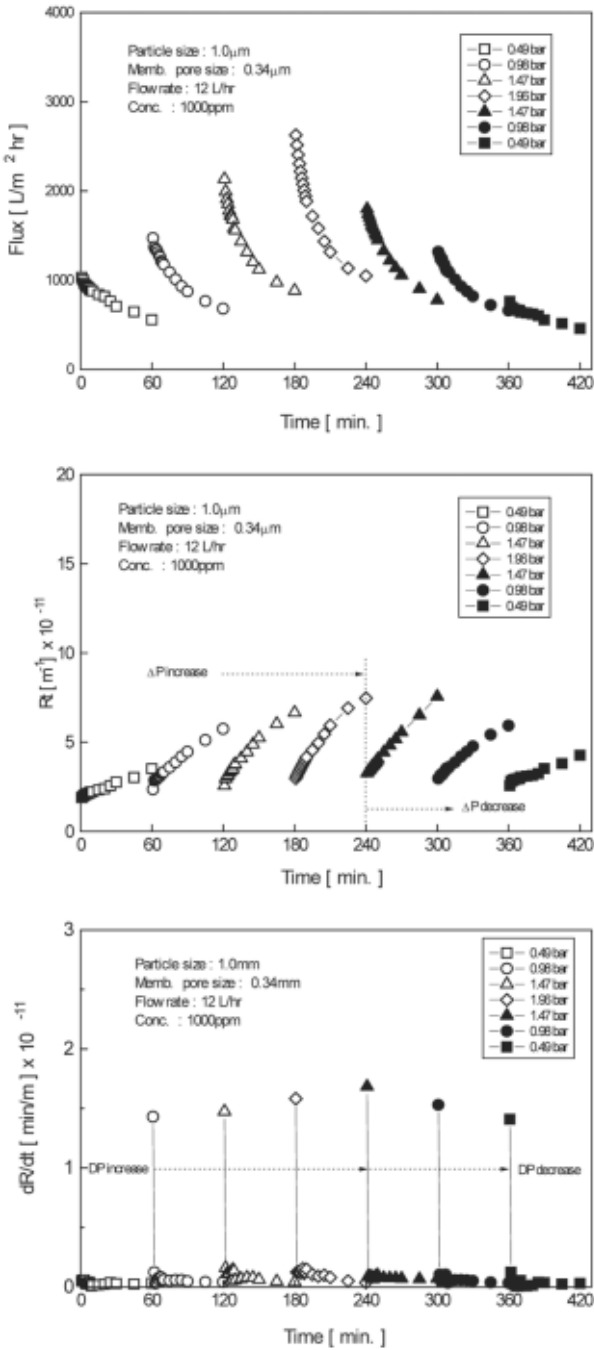 4000
3000
2000
1000
0
Flux [ L/m² hr ]
Particle size : 1.0μm
Memb. pore size : 0.34μm
Flow rate : 12 L/hr
Conc. : 1000ppm
0.49 bar
0.98 bar
1.47 bar
1.96 bar
1.47 bar
0.98 bar
0.49 bar
0 60 120 180 240 300 360 420
Time [ min. ]
20
15
10
5
0
Rt [m⁻¹] x 10 ⁻¹¹
Particle size : 1.0μm
Memb. pore size : 0.34μm
Flow rate : 12 L/hr
Conc. : 1000ppm
0.49 bar
0.98 bar
1.47 bar
1.96 bar
1.47 bar
0.98 bar
0.49 bar
ΔP increase
ΔP decrease
0 60 120 180 240 300 360 420
Time [ min. ]
3
2
1
0
dR/dt [ min/m ] x 10 ⁻¹¹
Particle size : 1.0mm
Memb. pore size : 0.34mm
Flow rate : 12 L/hr
Conc. : 1000ppm
0.49 bar
0.98 bar
1.47 bar
1.96 bar
1.47 bar
0.98 bar
0.49 bar
DP increase
DP decrease
0 60 120 180 240 300 360 420
Time [ min. ]